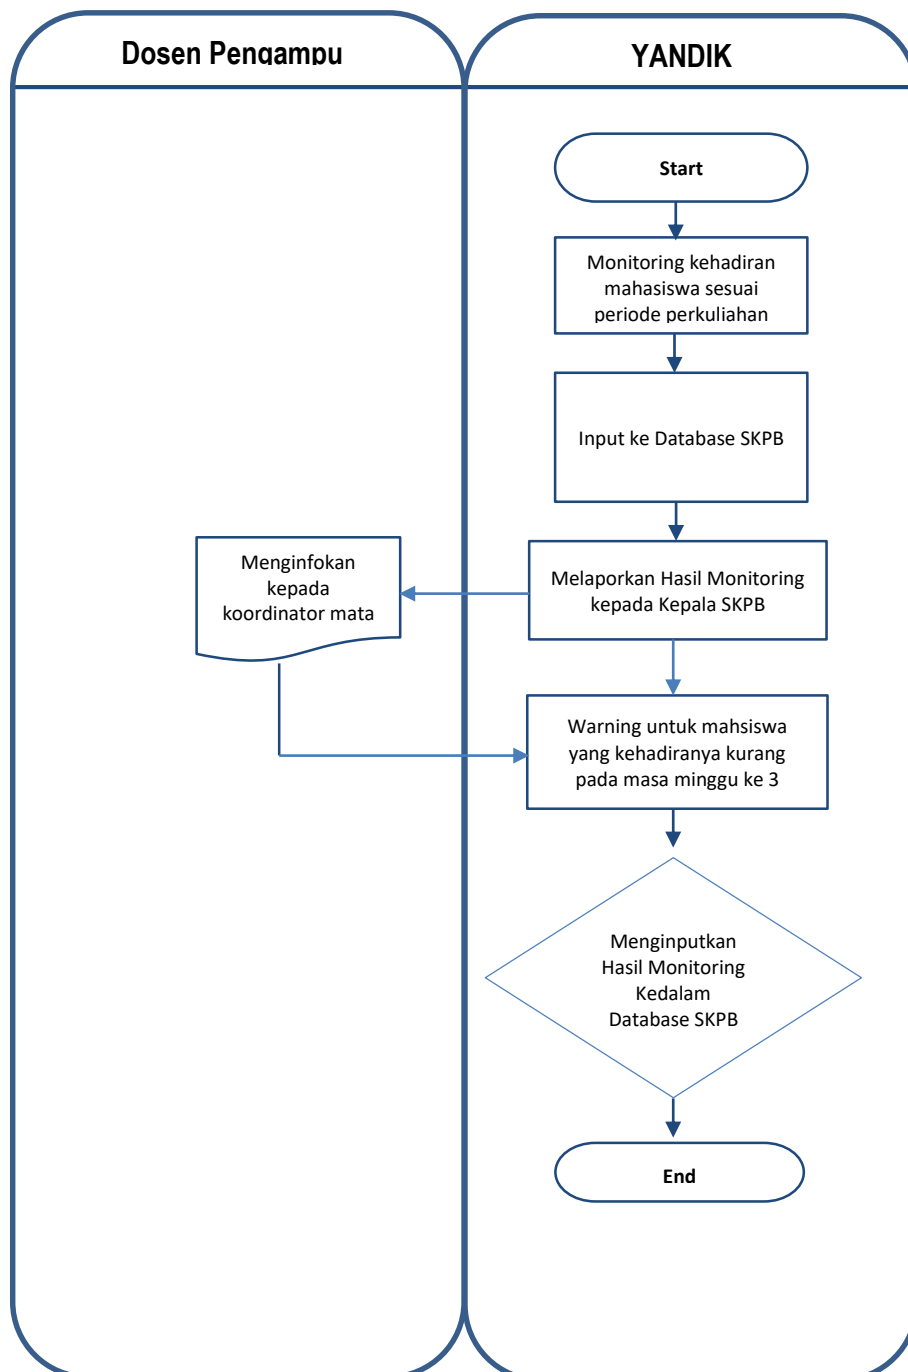 Dosen Pengampu
YANDIK
Start
Monitoring kehadiran
mahasiswa sesuai
periode perkuliahan
Input ke Database SKPB
Menginfokan
kepada
koordinator mata
Melaporkan Hasil Monitoring
kepada Kepala SKPB
Warning untuk mahsiswa
yang kehadiranya kurang
pada masa minggu ke 3
Menginputkan
Hasil Monitoring
Kedalam
Database SKPB
End